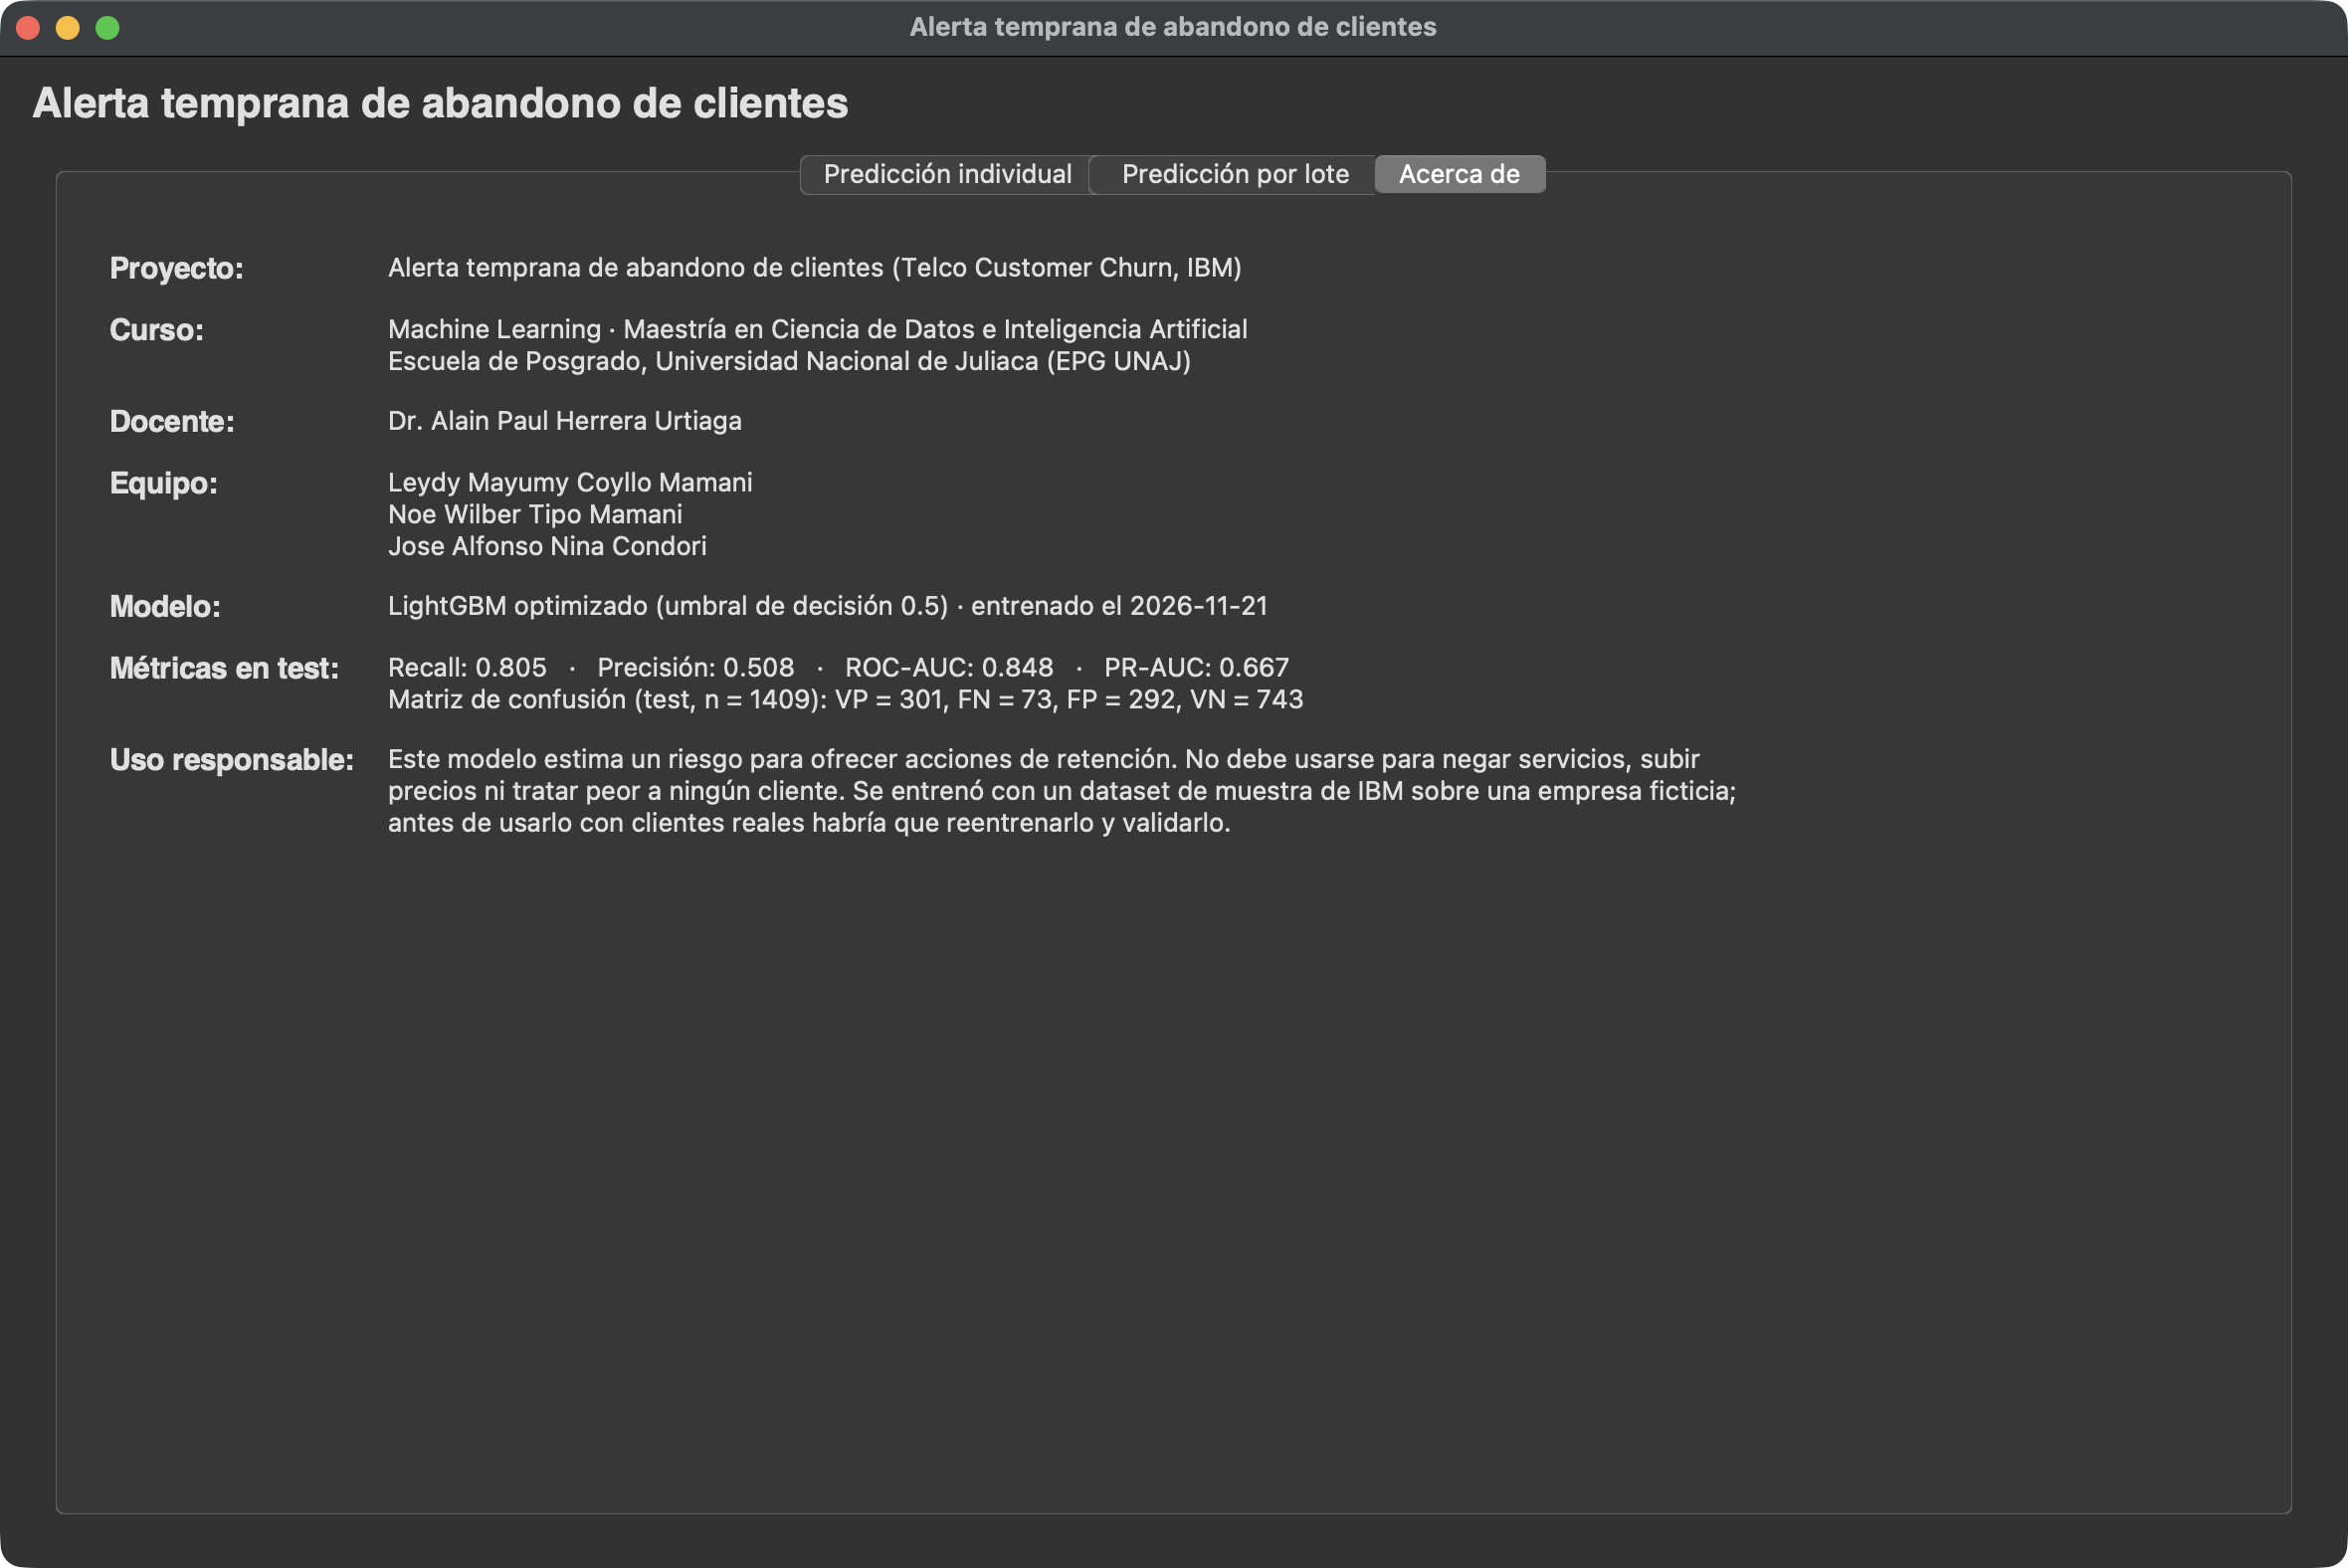 Alerta temprana de abandono de clientes
Alerta temprana de abandono de clientes
Predicción individual
Predicción por lote
Acerca de
Proyecto: Alerta temprana de abandono de clientes (Telco Customer Churn, IBM)
Curso: Machine Learning · Maestría en Ciencia de Datos e Inteligencia Artificial
Escuela de Posgrado, Universidad Nacional de Juliaca (EPG UNAJ)
Docente: Dr. Alain Paul Herrera Urtiaga
Equipo: Leydy Mayumy Coyllo Mamani
Noe Wilber Tipo Mamani
Jose Alfonso Nina Condori
Modelo: LightGBM optimizado (umbral de decisión 0.5) · entrenado el 2026-11-21
Métricas en test: Recall: 0.805 · Precisión: 0.508 · ROC-AUC: 0.848 · PR-AUC: 0.667
Matriz de confusión (test, n = 1409): VP = 301, FN = 73, FP = 292, VN = 743
Uso responsable: Este modelo estima un riesgo para ofrecer acciones de retención. No debe usarse para negar servicios, subir
precios ni tratar peor a ningún cliente. Se entrenó con un dataset de muestra de IBM sobre una empresa ficticia;
antes de usarlo con clientes reales habría que reentrenarlo y validarlo.